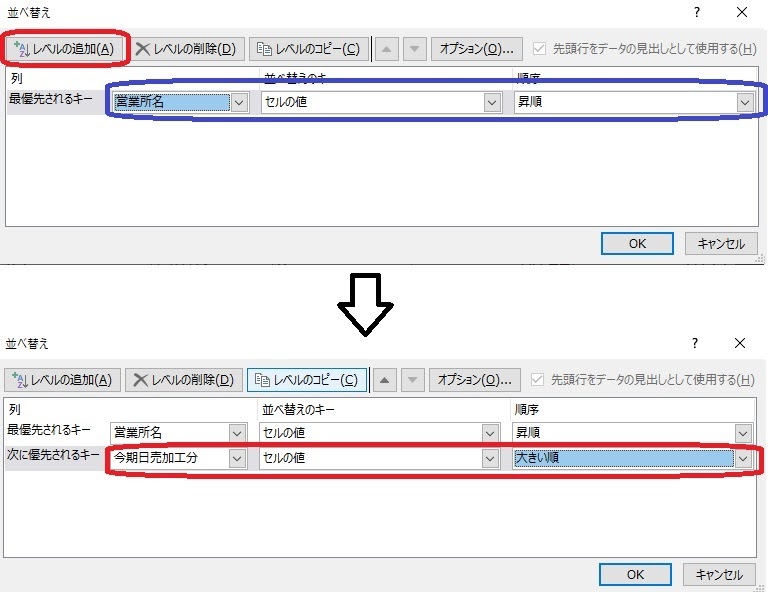 並べ替え
レベルの追加(A) レベルの削除(D) レベルのコピー(C) オプション(O)... 先頭行をデータの見出しとして使用する(H)
列 並べ替えのキー 順序
最優先されるキー 営業所名 セルの値 昇順
OK キャンセル
並べ替え
レベルの追加(A) レベルの削除(D) レベルのコピー(C) オプション(O)... 先頭行をデータの見出しとして使用する(H)
列 並べ替えのキー 順序
最優先されるキー 営業所名 セルの値 昇順
次に優先されるキー 今期日売加工分 セルの値 大きい順
OK キャンセル